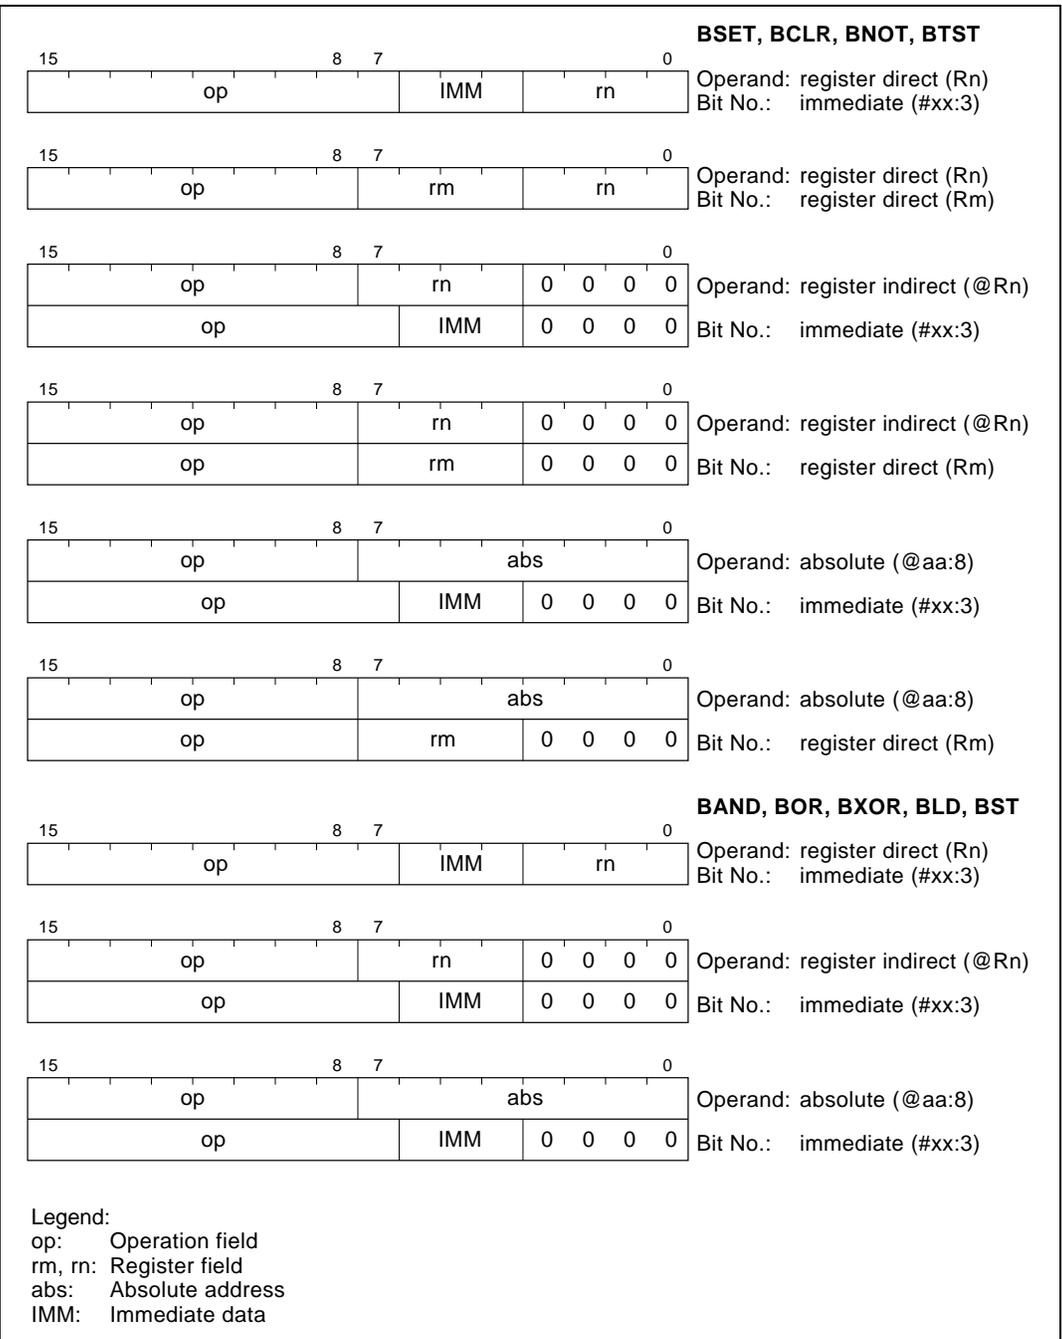 BSET, BCLR, BNOT, BTST
15 8 7 0
op IMM rn
Operand: register direct (Rn)
Bit No.: immediate (#xx:3)
15 8 7 0
op rm rn
Operand: register direct (Rn)
Bit No.: register direct (Rm)
15 8 7 0
op rn 0 0 0 0 Operand: register indirect (@Rn)
op IMM 0 0 0 0 Bit No.: immediate (#xx:3)
15 8 7 0
op rn 0 0 0 0 Operand: register indirect (@Rn)
op rm 0 0 0 0 Bit No.: register direct (Rm)
15 8 7 0
op abs Operand: absolute (@aa:8)
op IMM 0 0 0 0 Bit No.: immediate (#xx:3)
15 8 7 0
op abs Operand: absolute (@aa:8)
op rm 0 0 0 0 Bit No.: register direct (Rm)
BAND, BOR, BXOR, BLD, BST
15 8 7 0
op IMM rn
Operand: register direct (Rn)
Bit No.: immediate (#xx:3)
15 8 7 0
op rn 0 0 0 0 Operand: register indirect (@Rn)
op IMM 0 0 0 0 Bit No.: immediate (#xx:3)
15 8 7 0
op abs Operand: absolute (@aa:8)
op IMM 0 0 0 0 Bit No.: immediate (#xx:3)
Legend:
op: Operation field
rm, rn: Register field
abs: Absolute address
IMM: Immediate data